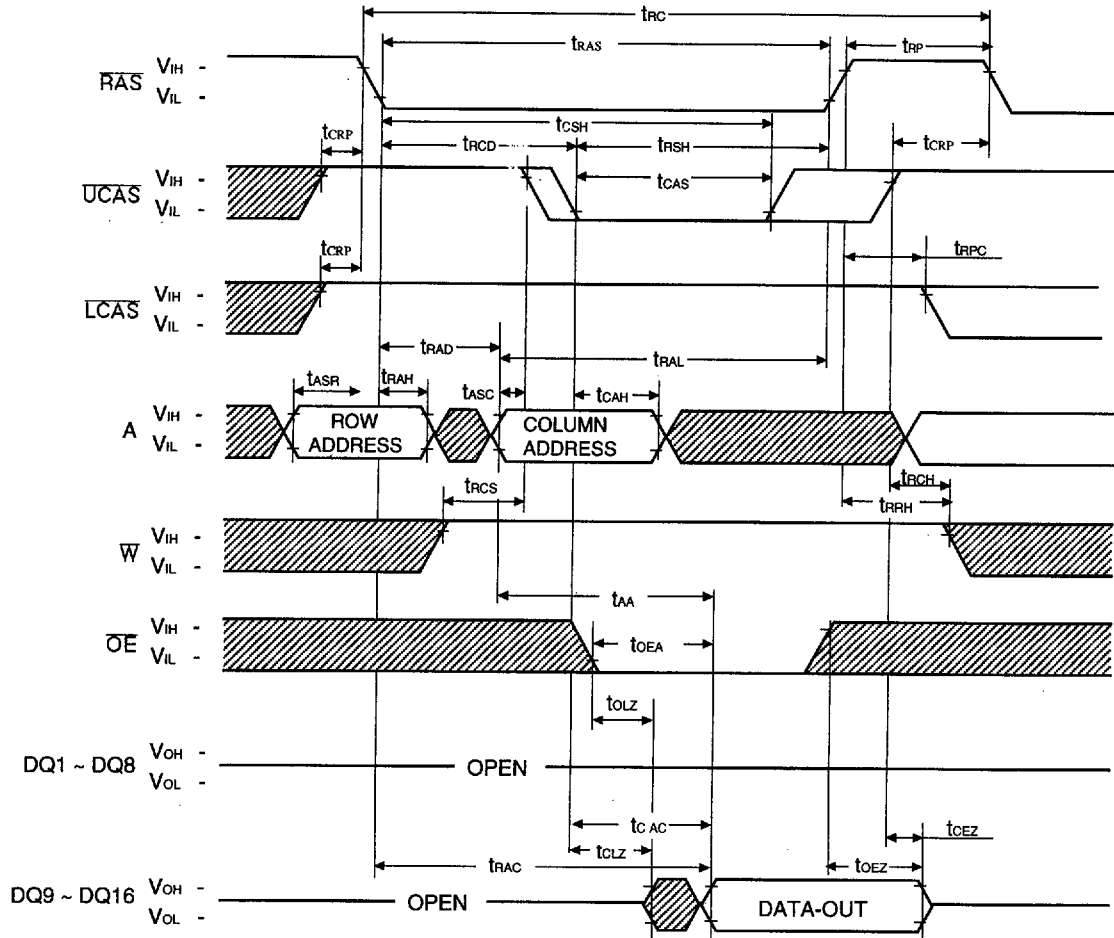 tRC
tRAS
tRP
RAS
VIH -
VIL -
tCSH
tCRP
tRCD
tRSH
tCRP
UCAS
VIH -
VIL -
tCAS
tCRP
tRPC
LCAS
VIH -
VIL -
tRAD
tRAL
tASR
tRAH
tASC
tCAH
A
VIH -
VIL -
ROW
ADDRESS
COLUMN
ADDRESS
tRCS
tRCH
tRRH
W
VIH -
VIL -
tAA
OE
VIH -
VIL -
tOEA
tOLZ
DQ1 ~ DQ8
VOH -
VOL -
OPEN
tCAC
tCEZ
tCLZ
tRAC
tOEZ
DQ9 ~ DQ16
VOH -
VOL -
OPEN
DATA-OUT